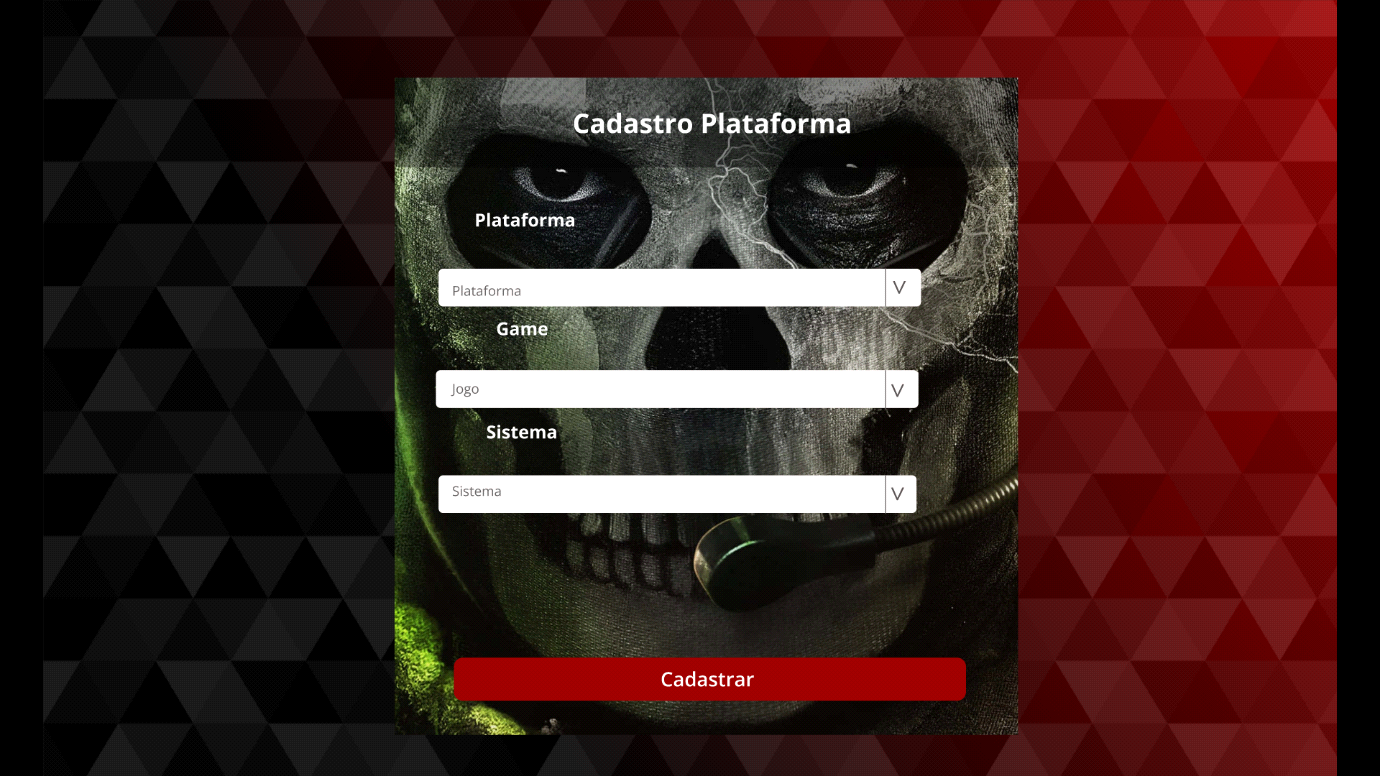 Cadastro Plataforma
Plataforma
Plataforma V
Game
Jogo V
Sistema
Sistema V
Cadastrar